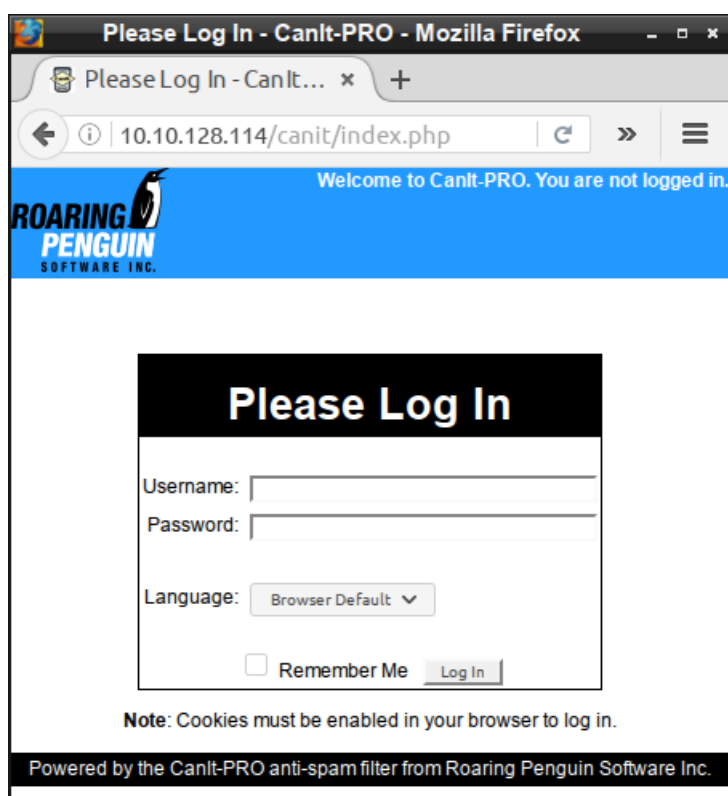 Please Log In - CanIt-PRO - Mozilla Firefox
Please Log In - CanIt...
10.10.128.114/canit/index.php
Welcome to CanIt-PRO. You are not logged in.
ROARING
PENGUIN
SOFTWARE INC.
Please Log In
Username:
Password:
Language: Browser Default
Remember Me Log In
Note: Cookies must be enabled in your browser to log in.
Powered by the CanIt-PRO anti-spam filter from Roaring Penguin Software Inc.